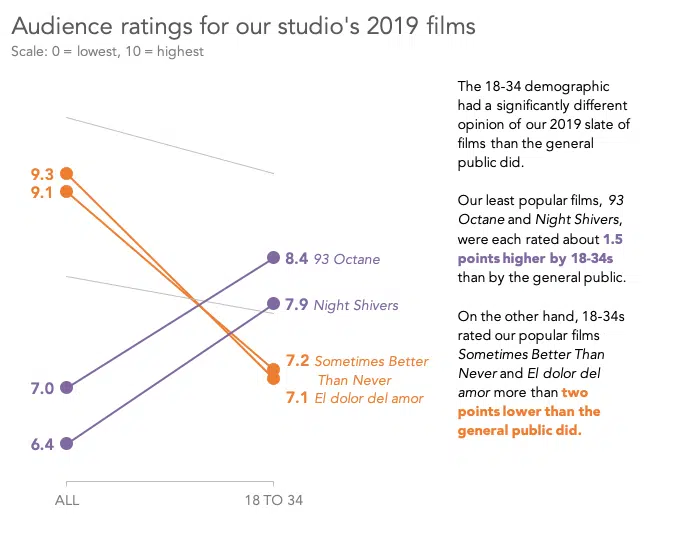 Audience ratings for our studio's 2019 films
Scale: 0 = lowest, 10 = highest
9.3
9.1
7.0
6.4
8.4 93 Octane
7.9 Night Shivers
7.2 Sometimes Better
Than Never
7.1 El dolor del amor
ALL
18 TO 34
The 18-34 demographic
had a significantly different
opinion of our 2019 slate of
films than the general
public did.
Our least popular films, 93
Octane and Night Shivers,
were each rated about 1.5
points higher by 18-34s
than by the general public.
On the other hand, 18-34s
rated our popular films
Sometimes Better Than
Never and El dolor del
amor more than two
points lower than the
general public did.